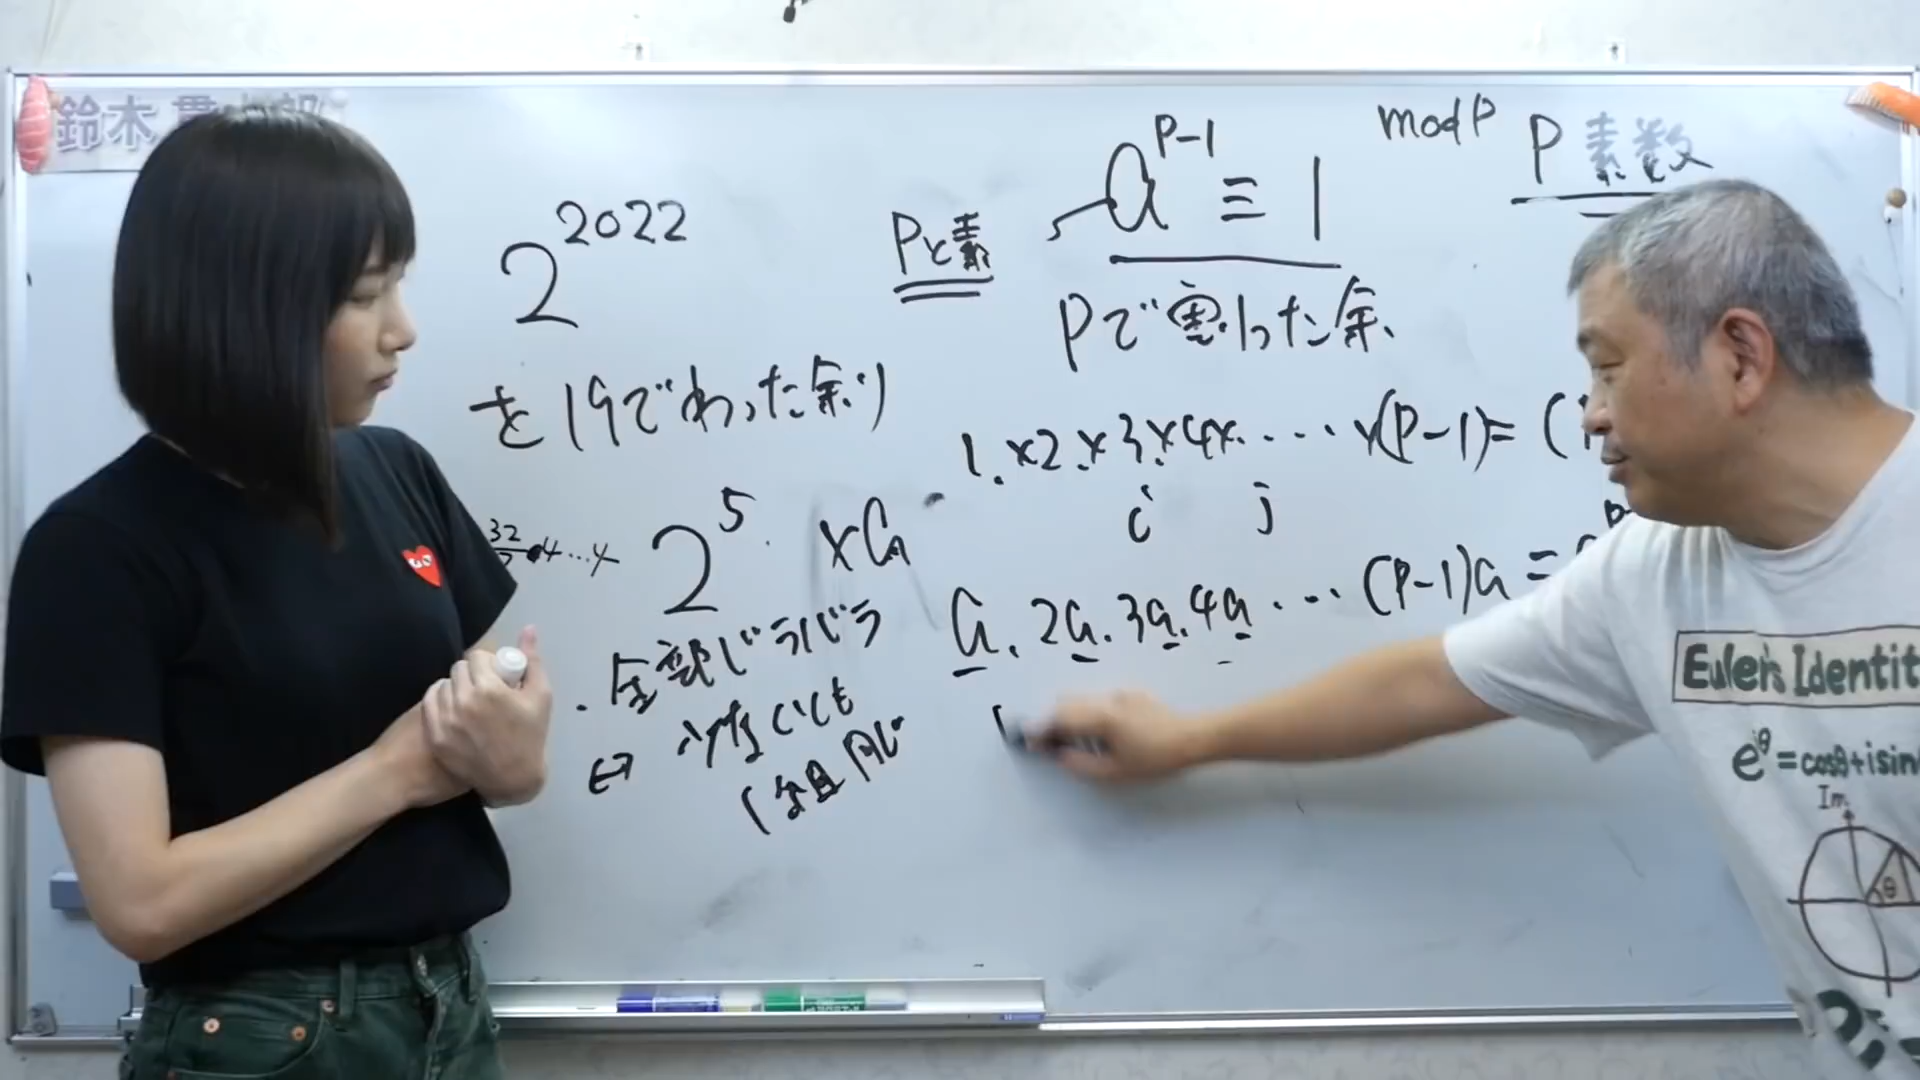 鈴木
2^2022
を19でわった余り
2^5 ×a
32
・全部バラバラ
⇔ 少なくとも
1組同じ
a^(p-1) ≡ 1 mod P
P 素数
Pと素
Pで割った余
1.×2.×3.×4×・・・・×(P-1)=(
i j
a. 2a. 3a. 4a ・・・ (P-1)a =
Euler's Identit
e^iθ = cosθ+isin
Im
θ